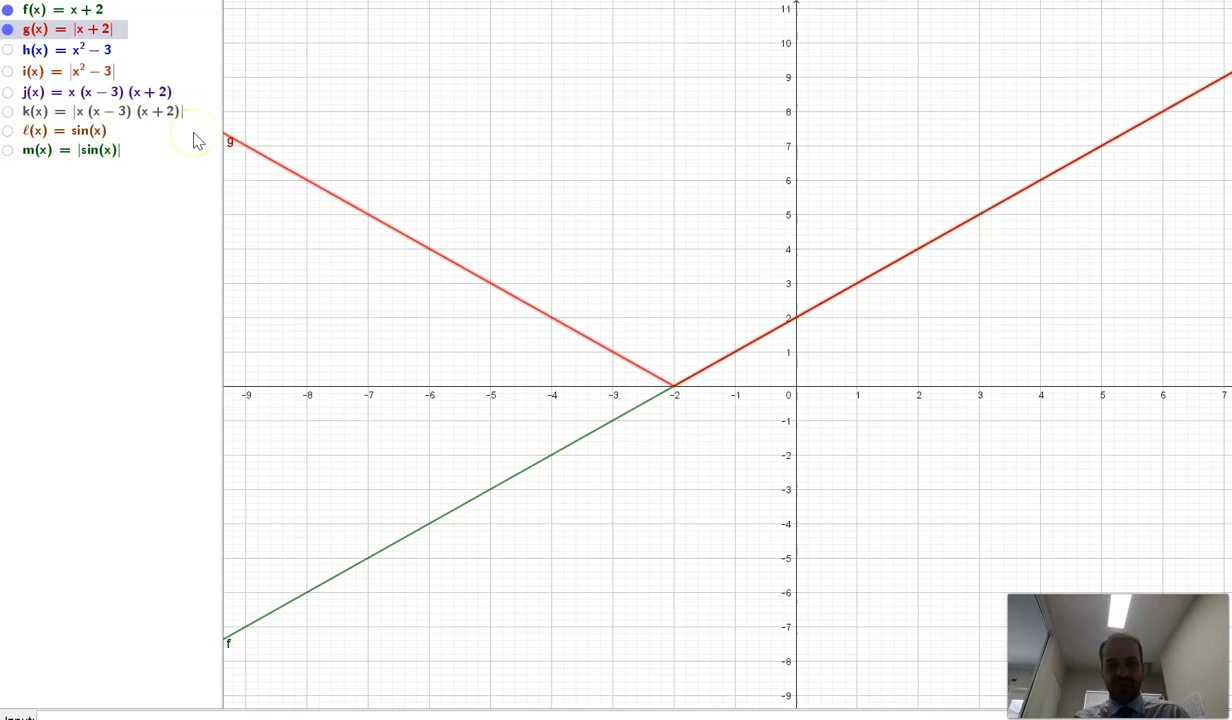 f(x) = x + 2
g(x) = |x + 2|
h(x) = x² − 3
i(x) = |x² − 3|
j(x) = x (x − 3) (x + 2)
k(x) = |x (x − 3) (x + 2)|
ℓ(x) = sin(x)
m(x) = |sin(x)|
11
10
9
8
7
6
5
4
3
2
1
-9 -8 -7 -6 -5 -4 -3 -2 -1 0 1 2 3 4 5 6 7
-1
-2
-3
-4
-5
-6
-7
-8
-9
g
f
Input: